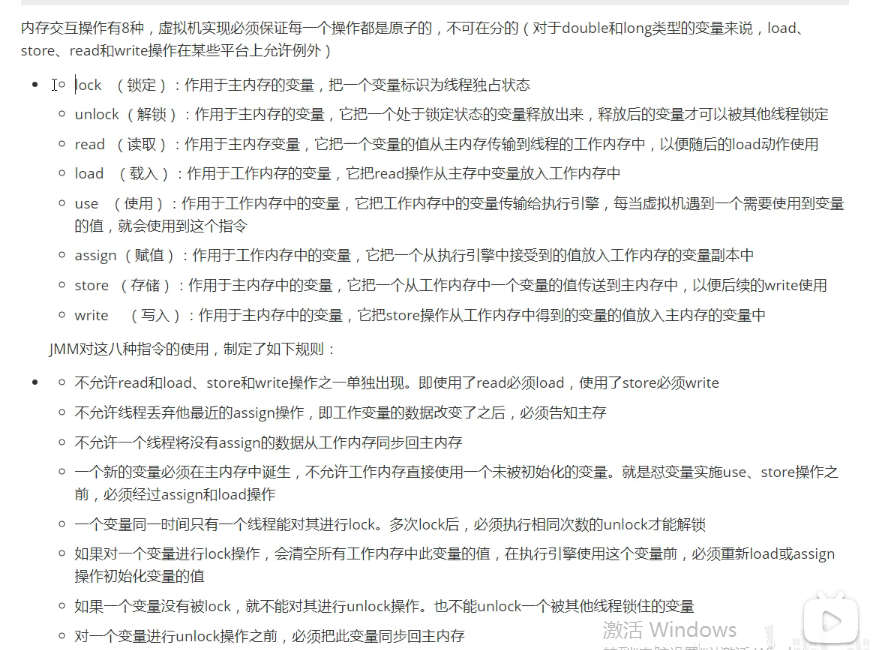 内存交互操作有8种，虚拟机实现必须保证每一个操作都是原子的，不可在分的（对于double和long类型的变量来说，load、
store、read和write操作在某些平台上允许例外）
lock （锁定）：作用于主内存的变量，把一个变量标识为线程独占状态
unlock（解锁）：作用于主内存的变量，它把一个处于锁定状态的变量释放出来，释放后的变量才可以被其他线程锁定
read （读取）：作用于主内存变量，它把一个变量的值从主内存传输到线程的工作内存中，以便随后的load动作使用
load （载入）：作用于工作内存的变量，它把read操作从主存中变量放入工作内存中
use （使用）：作用于工作内存中的变量，它把工作内存中的变量传输给执行引擎，每当虚拟机遇到一个需要使用到变量
的值，就会使用到这个指令
assign（赋值）：作用于工作内存中的变量，它把一个从执行引擎中接受到的值放入工作内存的变量副本中
store （存储）：作用于主内存中的变量，它把一个从工作内存中一个变量的值传送到主内存中，以便后续的write使用
write （写入）：作用于主内存中的变量，它把store操作从工作内存中得到的变量的值放入主内存的变量中
JMM对这八种指令的使用，制定了如下规则：
不允许read和load、store和write操作之一单独出现。即使用了read必须load，使用了store必须write
不允许线程丢弃他最近的assign操作，即工作变量的数据改变了之后，必须告知主存
不允许一个线程将没有assign的数据从工作内存同步回主内存
一个新的变量必须在主内存中诞生，不允许工作内存直接使用一个未被初始化的变量。就是怼变量实施use、store操作之
前，必须经过assign和load操作
一个变量同一时间只有一个线程能对其进行lock。多次lock后，必须执行相同次数的unlock才能解锁
如果对一个变量进行lock操作，会清空所有工作内存中此变量的值，在执行引擎使用这个变量前，必须重新load或assign
操作初始化变量的值
如果一个变量没有被lock，就不能对其进行unlock操作。也不能unlock一个被其他线程锁住的变量
对一个变量进行unlock操作之前，必须把此变量同步回主内存
激活 Windows